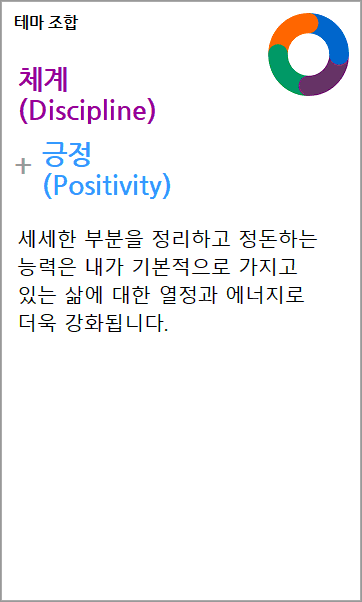 테마 조합
체계
(Discipline)
+ 긍정
(Positivity)
세세한 부분을 정리하고 정돈하는
능력은 내가 기본적으로 가지고
있는 삶에 대한 열정과 에너지로
더욱 강화됩니다.